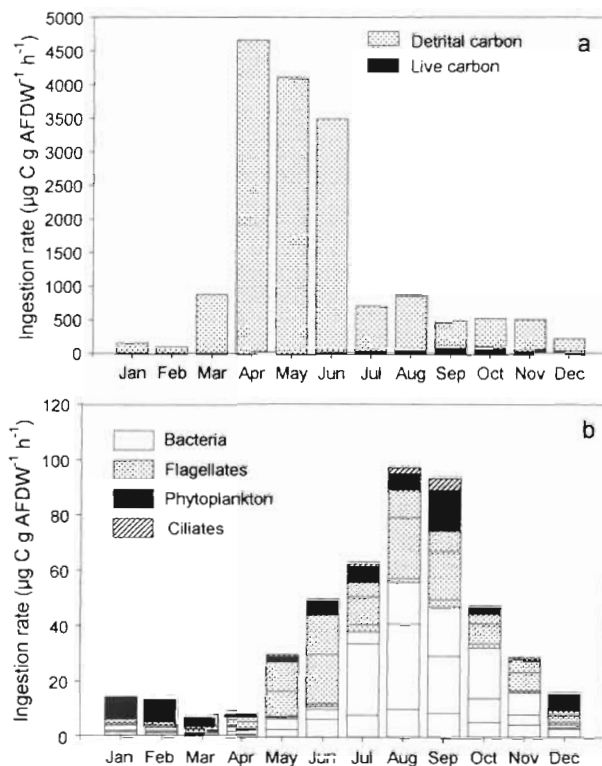 5000
4500
4000
3500
3000
2500
2000
1500
1000
500
0
Ingestion rate (µg C g AFDW⁻¹ h⁻¹)
Detrital carbon
Live carbon
a
Jan Feb Mar Apr May Jun Jul Aug Sep Oct Nov Dec
120
100
80
60
40
20
0
Ingestion rate (µg C g AFDW⁻¹ h⁻¹)
Bacteria
Flagellates
Phytoplankton
Ciliates
b
Jan Feb Mar Apr May Jun Jul Aug Sep Oct Nov Dec